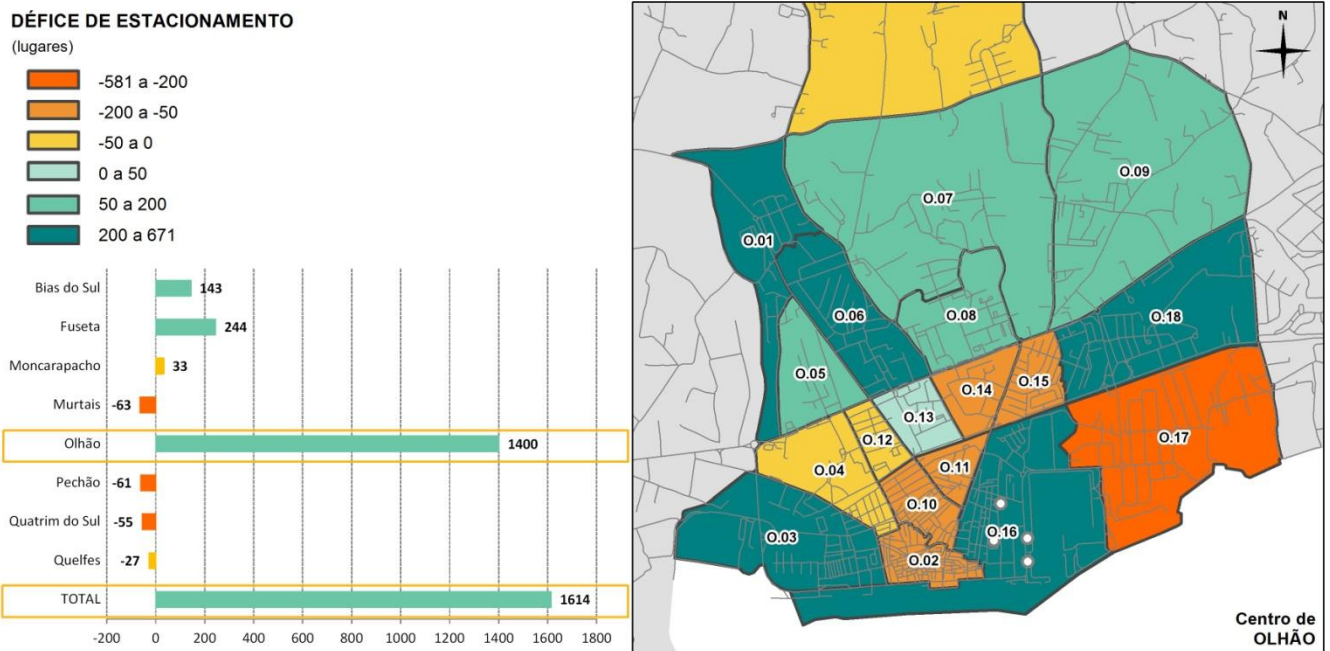 DÉFICE DE ESTACIONAMENTO
(lugares)
-581 a -200
-200 a -50
-50 a 0
0 a 50
50 a 200
200 a 671
Bias do Sul 143
Fuseta 244
Moncarapacho 33
Murtais -63
Olhão 1400
Pechão -61
Quatrim do Sul -55
Quelfes -27
TOTAL 1614
-200 0 200 400 600 800 1000 1200 1400 1600 1800
N
O.09
O.07
O.01
O.06
O.08
O.18
O.05
O.14
O.15
O.13
O.12
O.17
O.04
O.11
O.10
O.16
O.03
O.02
Centro de
OLHÃO